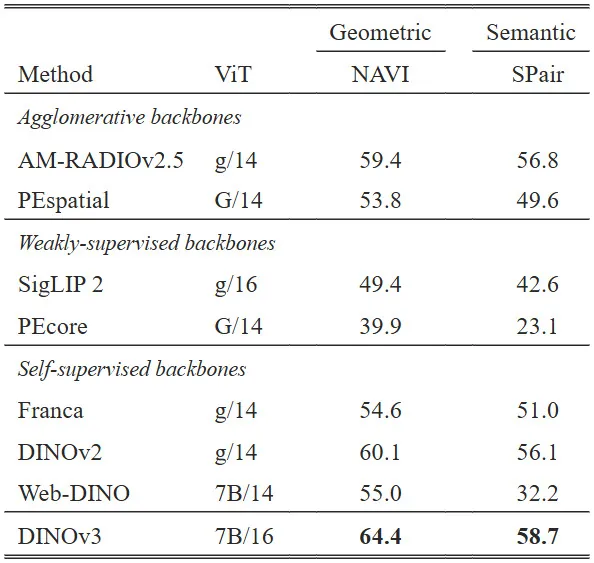 Geometric Semantic
Method ViT NAVI SPair
Agglomerative backbones
AM-RADIOv2.5 g/14 59.4 56.8
PEspatial G/14 53.8 49.6
Weakly-supervised backbones
SigLIP 2 g/16 49.4 42.6
PEcore G/14 39.9 23.1
Self-supervised backbones
Franca g/14 54.6 51.0
DINOv2 g/14 60.1 56.1
Web-DINO 7B/14 55.0 32.2
DINOv3 7B/16 64.4 58.7